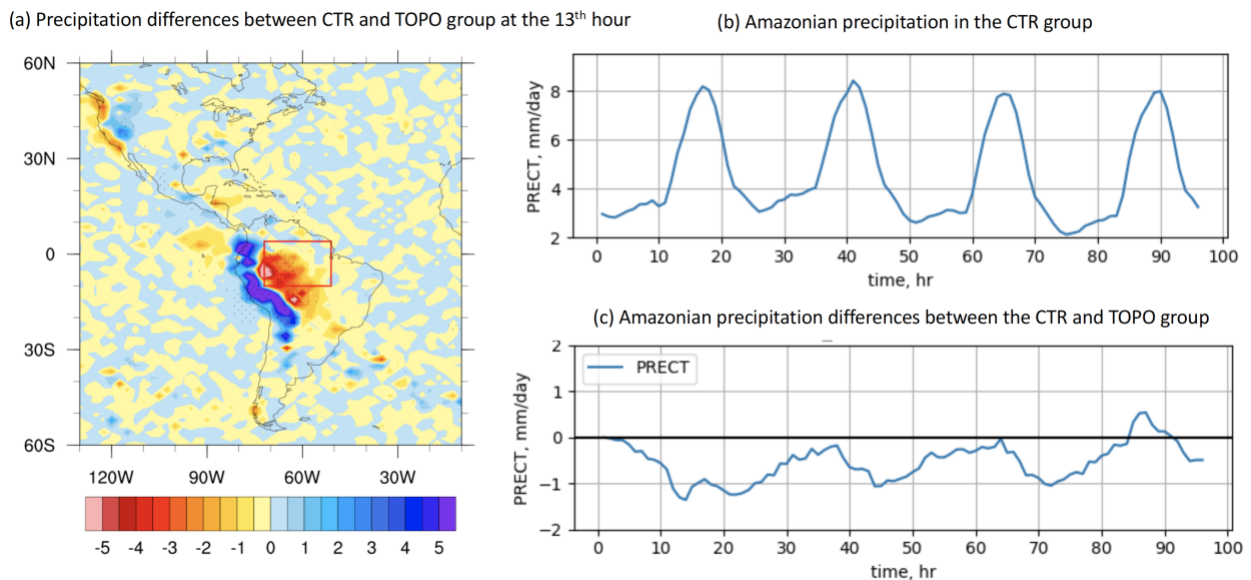 (a) Precipitation differences between CTR and TOPO group at the 13th hour
60N
30N
0
30S
60S
120W 90W 60W 30W
-5 -4 -3 -2 -1 0 1 2 3 4 5
(b) Amazonian precipitation in the CTR group
PRECT, mm/day
8
6
4
2
0 10 20 30 40 50 60 70 80 90 100
time, hr
(c) Amazonian precipitation differences between the CTR and TOPO group
PRECT
PRECT, mm/day
2
1
0
−1
−2
0 10 20 30 40 50 60 70 80 90 100
time, hr